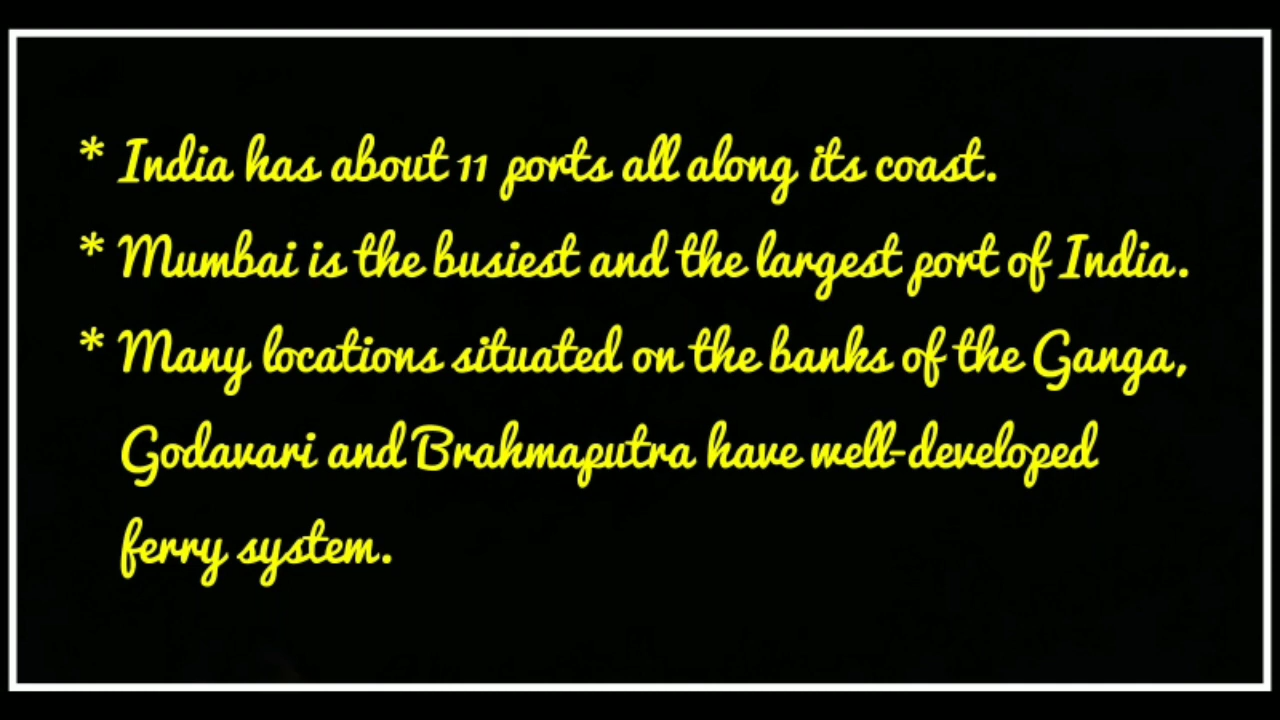 * India has about 11 ports all along its coast.
* Mumbai is the busiest and the largest port of India.
* Many locations situated on the banks of the Ganga,
Godavari and Brahmaputra have well-developed
ferry system.